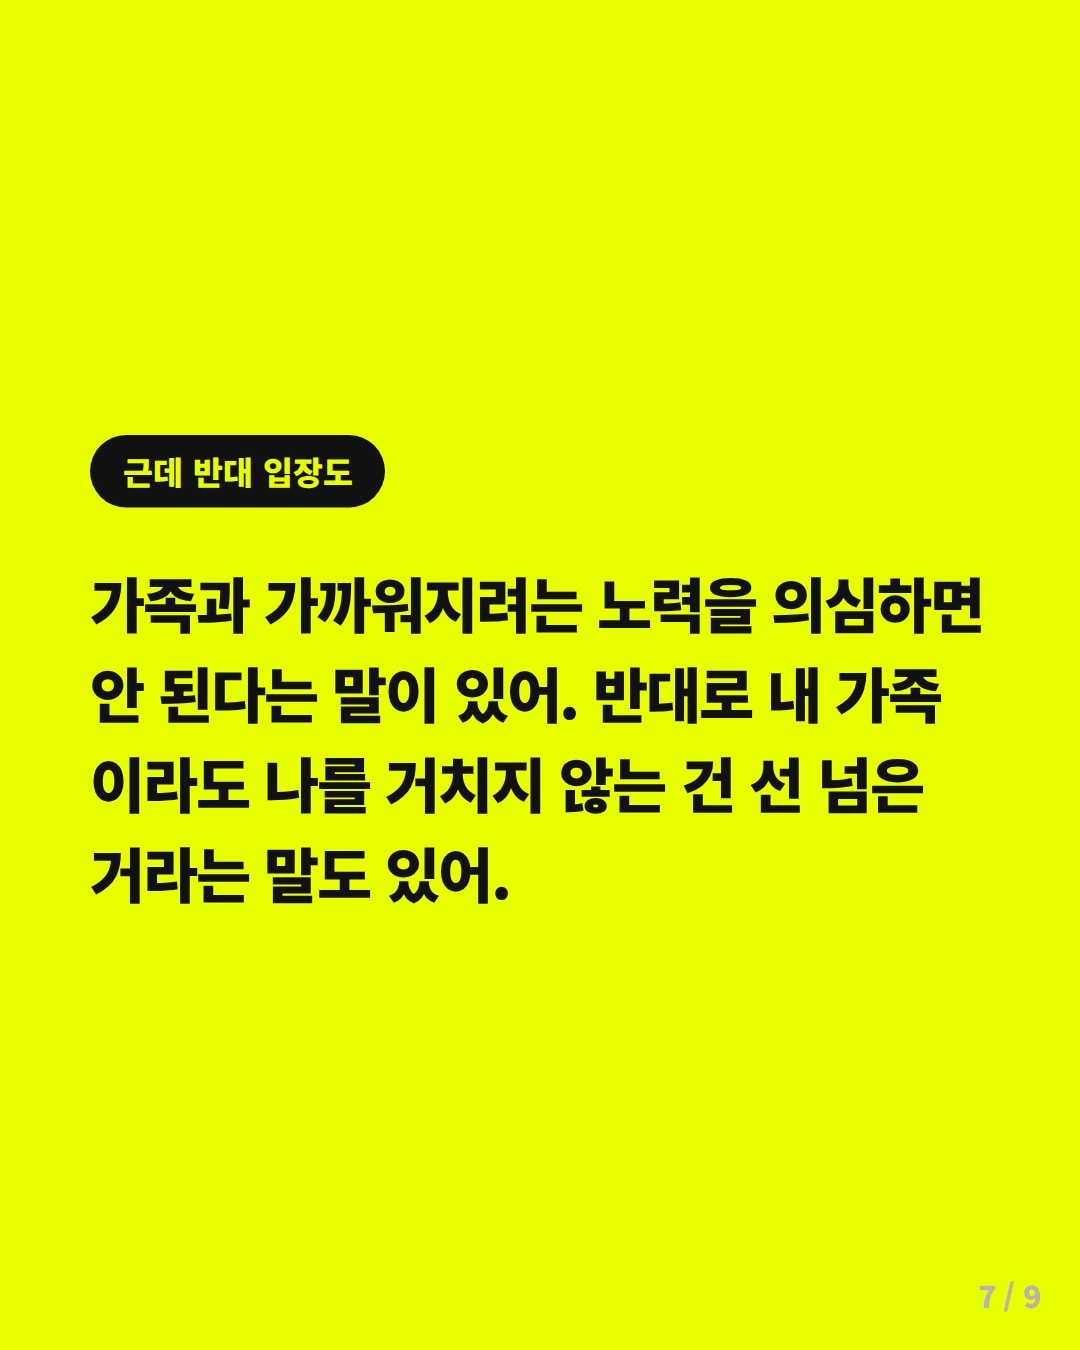 근데 반대 입장도
가족과 가까워지려는 노력을 의심하면
안 된다는 말이 있어. 반대로 내 가족
이라도 나를 거치지 않는 건 선 넘은
거라는 말도 있어.
7 / 9